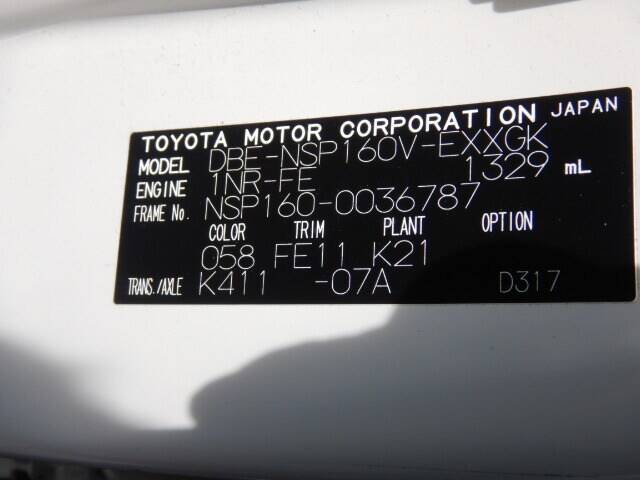 TOYOTA MOTOR CORPORATION JAPAN
MODEL DBE-NSP160V-EXXGK
ENGINE 1NR-FE 1329 mL
FRAME No. NSP160-0036787
COLOR TRIM PLANT OPTION
058 FE11 K21
TRANS./AXLE K411 -07A D317